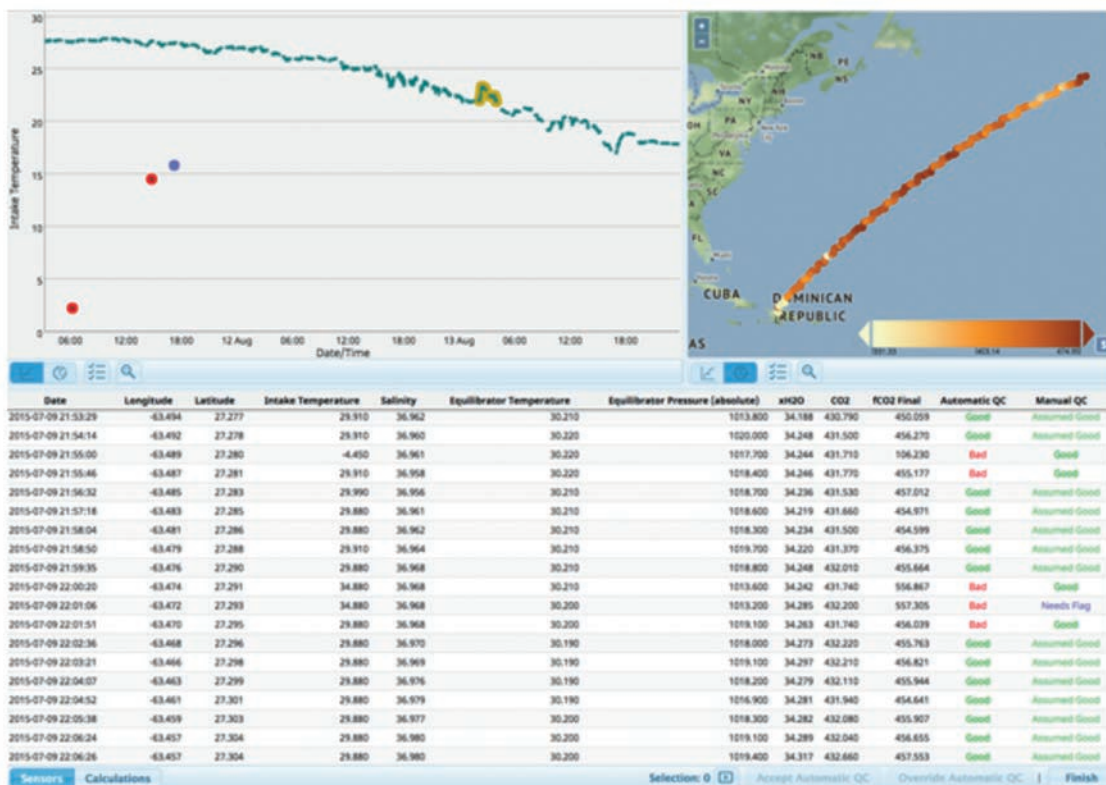 30
25
20
15
10
5
0
Intake Temperature
06:00 12:00 18:00 12 Aug 06:00 12:00 18:00 13 Aug 06:00 12:00 18:00
Date/Time
+
-
NB
PE
NS
NH
NY
PA
OH
VA
NC
SC
FL
Miami
CUBA
DOMINICAN
REPUBLIC
AS
Date Longitude Latitude Intake Temperature Salinity Equilibrator Temperature Equilibrator Pressure (absolute) xH2O CO2 fCO2 Final Automatic QC Manual QC
2015-07-09 21:53:29 -63.494 27.277 29.910 36.962 30.210 1013.800 34.188 430.790 450.059 Good Assumed Good
2015-07-09 21:54:14 -63.492 27.278 29.910 36.960 30.220 1020.000 34.248 431.500 456.270 Good Assumed Good
2015-07-09 21:55:00 -63.489 27.280 -4.450 36.961 30.220 1017.700 34.244 431.710 106.230 Bad Good
2015-07-09 21:55:46 -63.487 27.281 29.910 36.958 30.220 1018.400 34.246 431.770 455.177 Bad Good
2015-07-09 21:56:32 -63.485 27.283 29.990 36.956 30.210 1018.700 34.236 431.530 457.012 Good Assumed Good
2015-07-09 21:57:18 -63.483 27.285 29.880 36.961 30.210 1018.600 34.219 431.660 454.971 Good Assumed Good
2015-07-09 21:58:04 -63.481 27.286 29.880 36.962 30.210 1018.300 34.234 431.500 454.599 Good Assumed Good
2015-07-09 21:58:50 -63.479 27.288 29.910 36.964 30.210 1019.700 34.220 431.370 456.375 Good Assumed Good
2015-07-09 21:59:35 -63.476 27.290 29.880 36.968 30.210 1018.800 34.248 432.010 455.664 Good Assumed Good
2015-07-09 22:00:20 -63.474 27.291 34.880 36.968 30.210 1013.600 34.242 431.740 556.867 Bad Good
2015-07-09 22:01:06 -63.472 27.293 34.880 36.968 30.200 1013.200 34.285 432.200 557.305 Bad Needs Flag
2015-07-09 22:01:51 -63.470 27.295 29.880 36.968 30.200 1019.100 34.263 431.740 456.039 Bad Good
2015-07-09 22:02:36 -63.468 27.296 29.880 36.970 30.190 1018.000 34.273 432.220 455.763 Good Assumed Good
2015-07-09 22:03:21 -63.466 27.298 29.880 36.969 30.190 1019.100 34.297 432.210 456.821 Good Assumed Good
2015-07-09 22:04:07 -63.463 27.299 29.880 36.976 30.190 1018.200 34.279 432.110 455.944 Good Assumed Good
2015-07-09 22:04:52 -63.461 27.301 29.880 36.979 30.190 1016.900 34.281 431.940 454.641 Good Assumed Good
2015-07-09 22:05:38 -63.459 27.303 29.880 36.977 30.200 1018.300 34.282 432.080 455.907 Good Assumed Good
2015-07-09 22:06:24 -63.457 27.304 29.880 36.980 30.200 1019.100 34.289 432.040 456.655 Good Assumed Good
2015-07-09 22:06:26 -63.457 27.304 29.880 36.980 30.200 1019.400 34.317 432.660 457.553 Good Assumed Good
Sensors Calculations Selection: 0 Accept Automatic QC Override Automatic QC | Finish